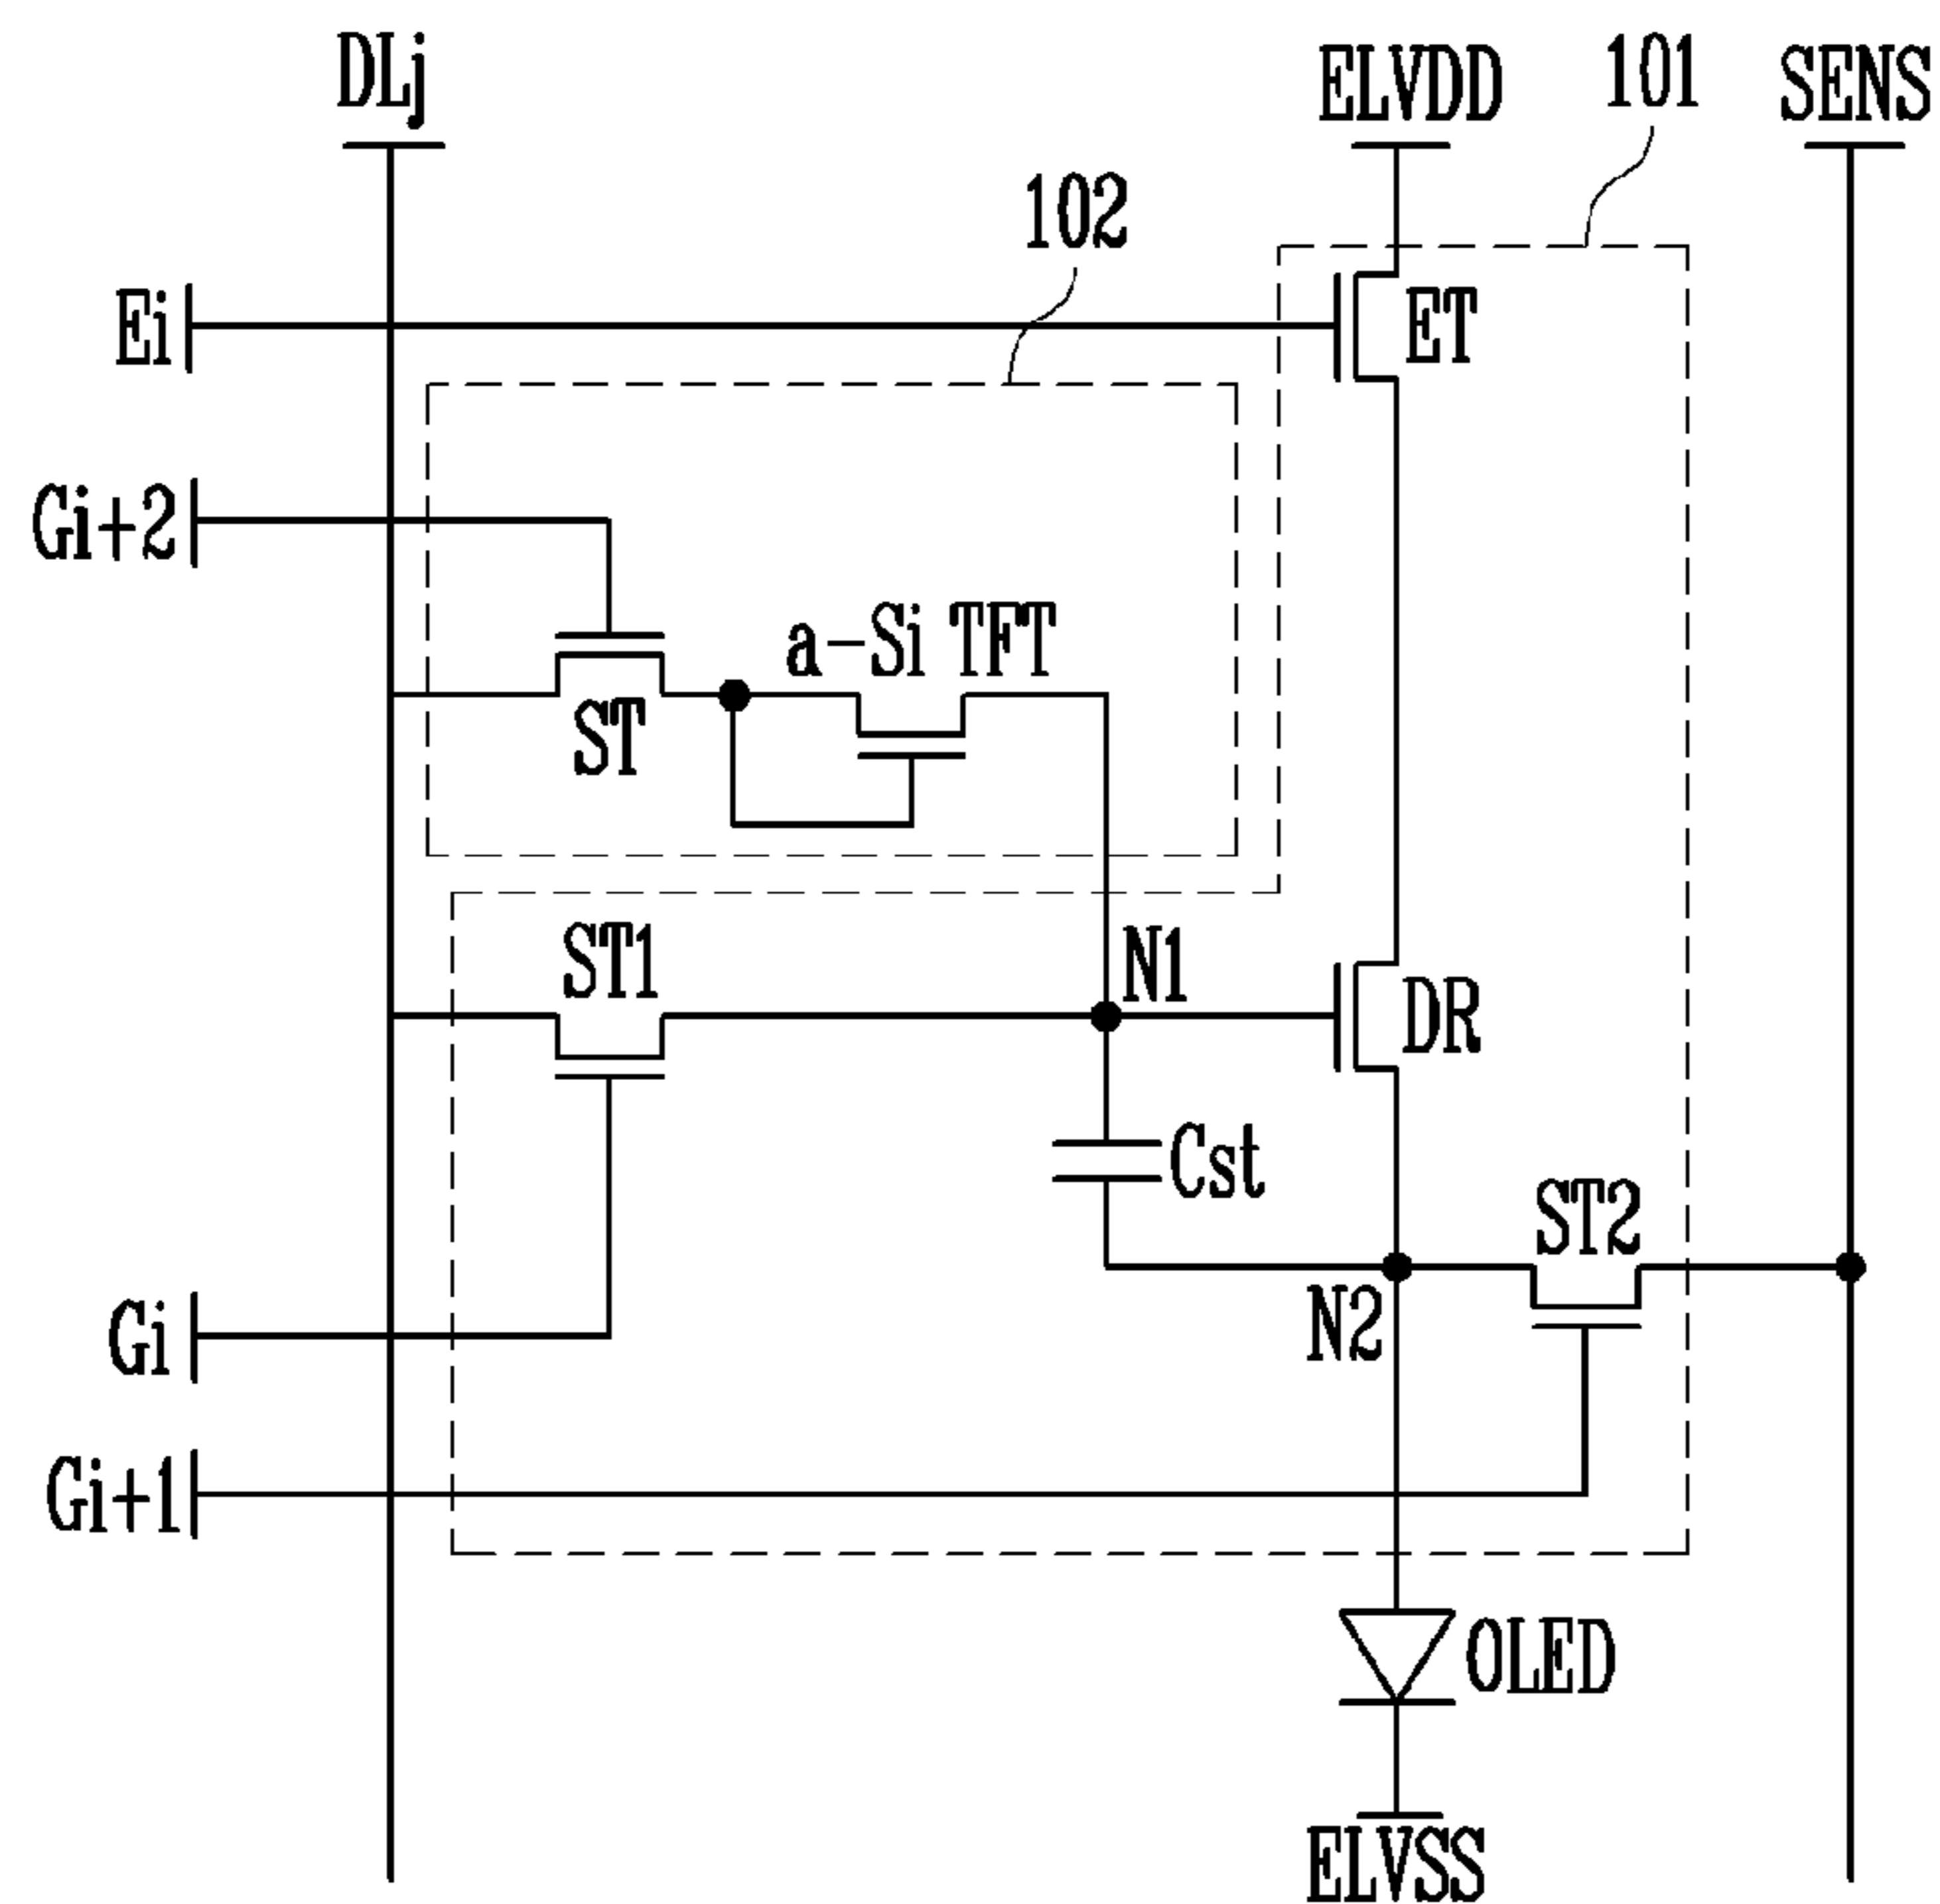 DLj
ELVDD
101
SENS
102
Ei
ET
Gi+2
a-Si TFT
ST
ST1
N1
DR
Cst
ST2
N2
Gi
Gi+1
OLED
ELVSS